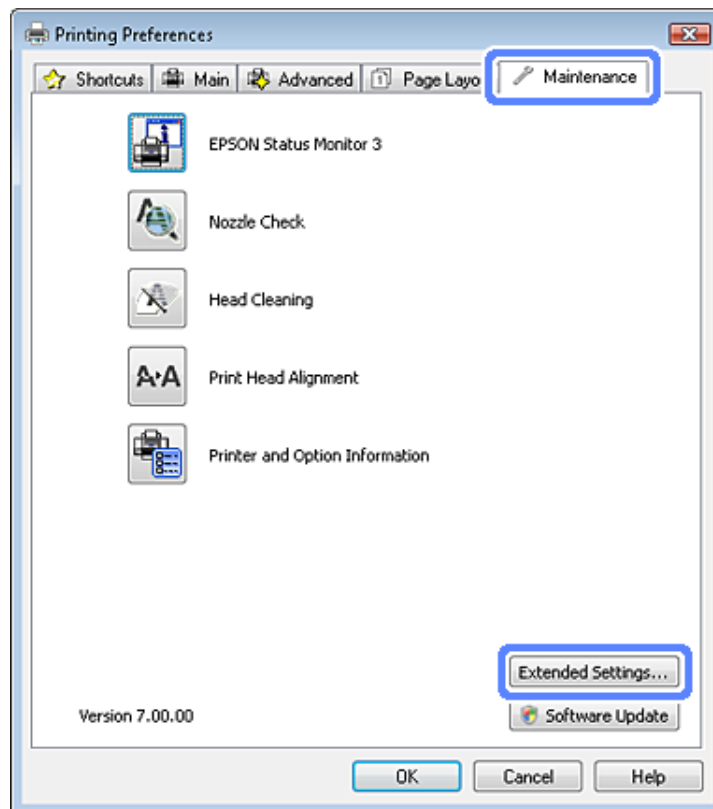 Printing Preferences
Shortcuts Main Advanced Page Layo Maintenance
EPSON Status Monitor 3
Nozzle Check
Head Cleaning
A·A Print Head Alignment
Printer and Option Information
Extended Settings...
Version 7.00.00 Software Update
OK Cancel Help